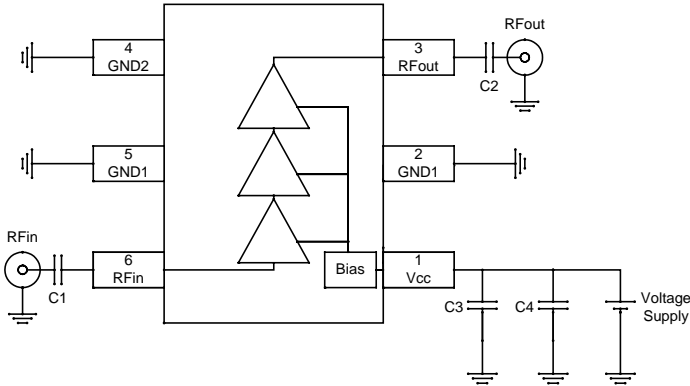 RFout
4
GND2
3
RFout
C2
5
GND1
2
GND1
RFin
6
RFin
C1
Bias
1
Vcc
C3
C4
Voltage
Supply